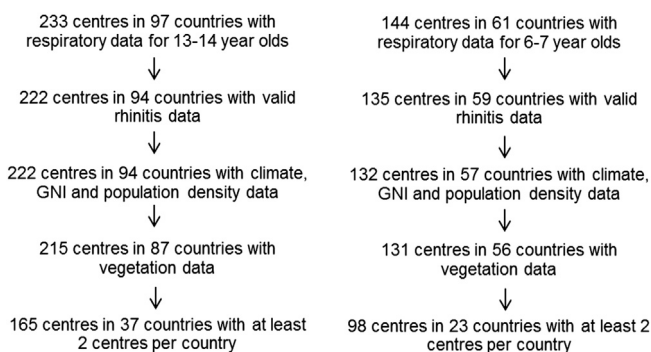 233 centres in 97 countries with
respiratory data for 13-14 year olds
222 centres in 94 countries with valid
rhinitis data
222 centres in 94 countries with climate,
GNI and population density data
215 centres in 87 countries with
vegetation data
165 centres in 37 countries with at least
2 centres per country
144 centres in 61 countries with
respiratory data for 6-7 year olds
135 centres in 59 countries with valid
rhinitis data
132 centres in 57 countries with climate,
GNI and population density data
131 centres in 56 countries with
vegetation data
98 centres in 23 countries with at least 2
centres per country